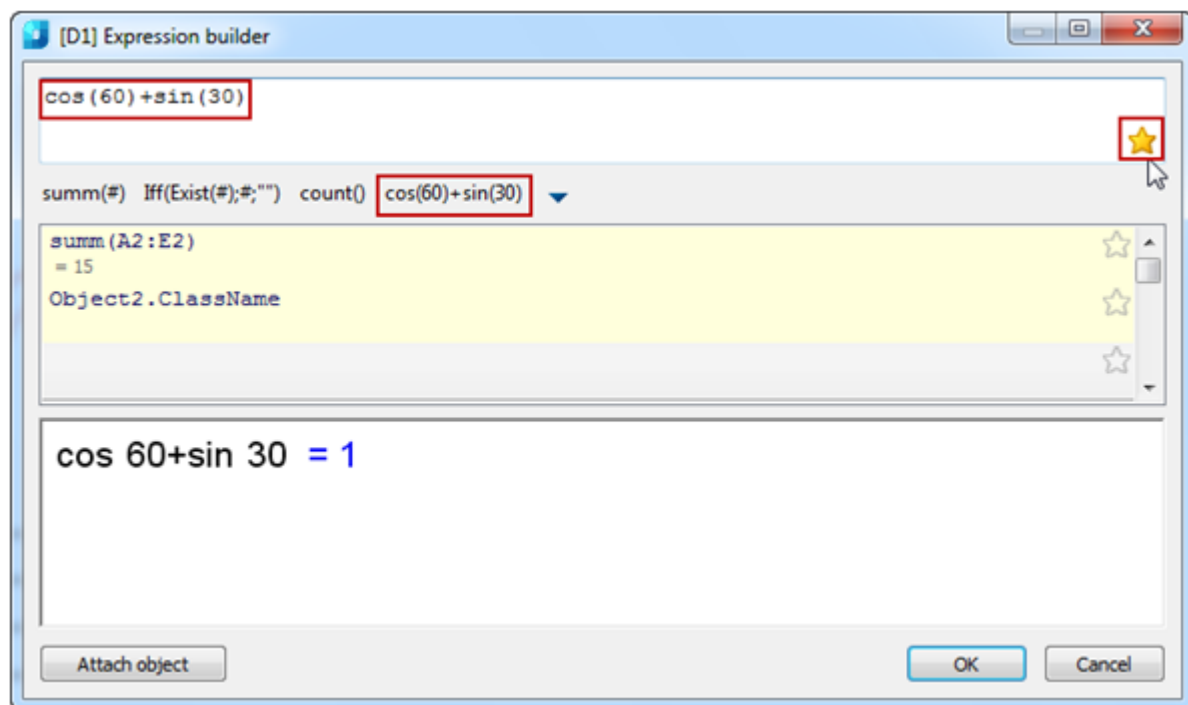 [D1] Expression builder
cos(60)+sin(30)
summ(#) Iff(Exist(#);#;"") count() cos(60)+sin(30)
summ(A2:E2)
= 15
Object2.ClassName
cos 60+sin 30 = 1
Attach object OK Cancel